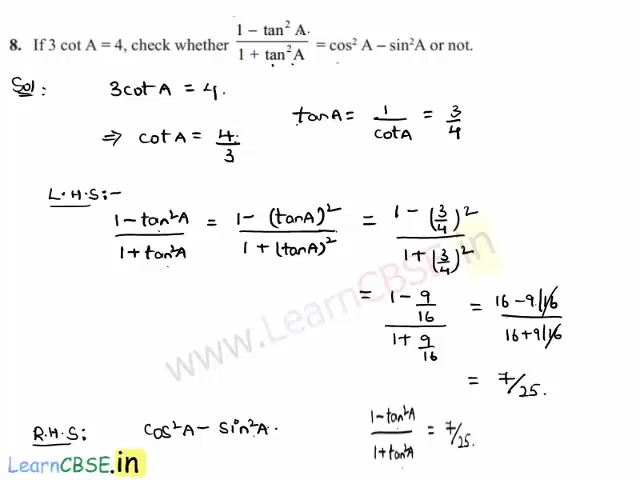 8. If 3 cot A = 4, check whether (1 − tan² A)/(1 + tan² A) = cos² A − sin² A or not.
Sol: 3cotA = 4.
tanA = 1/cotA = 3/4
⇒ cotA = 4/3
L.H.S:-
(1-tan²A)/(1+tan²A) = (1-(tanA)²)/(1+(tanA)²) = (1-(3/4)²)/(1+(3/4)²)
= (1-9/16)/(1+9/16) = (16-9/16)/(16+9/16)
= 7/25.
www.LearnCBSE.in
R.H.S: cos²A - sin²A. (1-tan²A)/(1+tan²A) = 7/25.
LearnCBSE.in